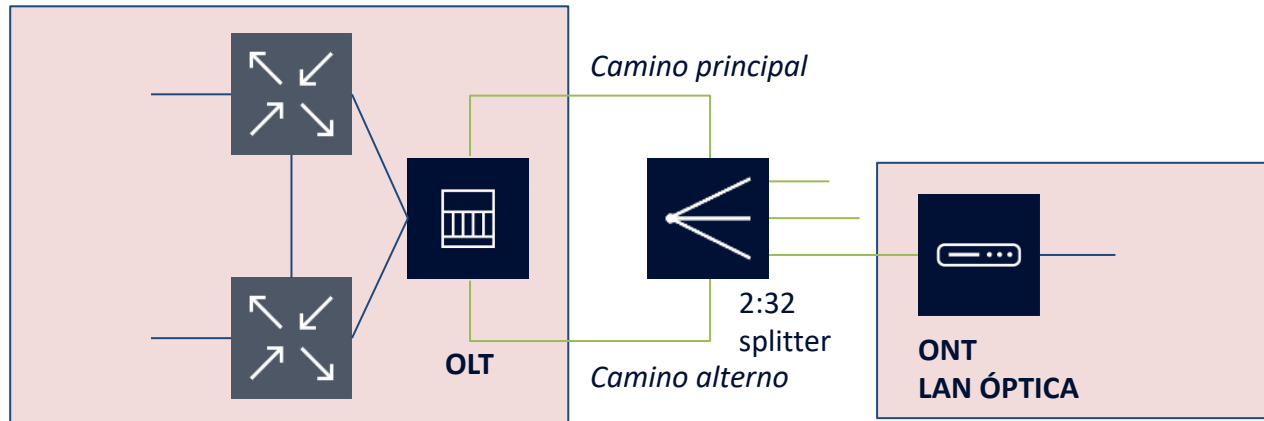 Camino principal
2:32
splitter
OLT
Camino alterno
ONT
LAN ÓPTICA